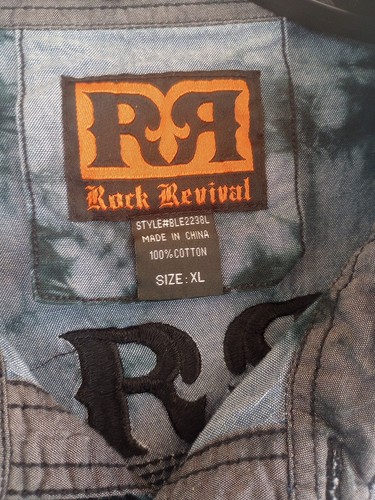 RR
Rock Revival
STYLE#BLE2238L
MADE IN CHINA
100%COTTON
SIZE: XL
R